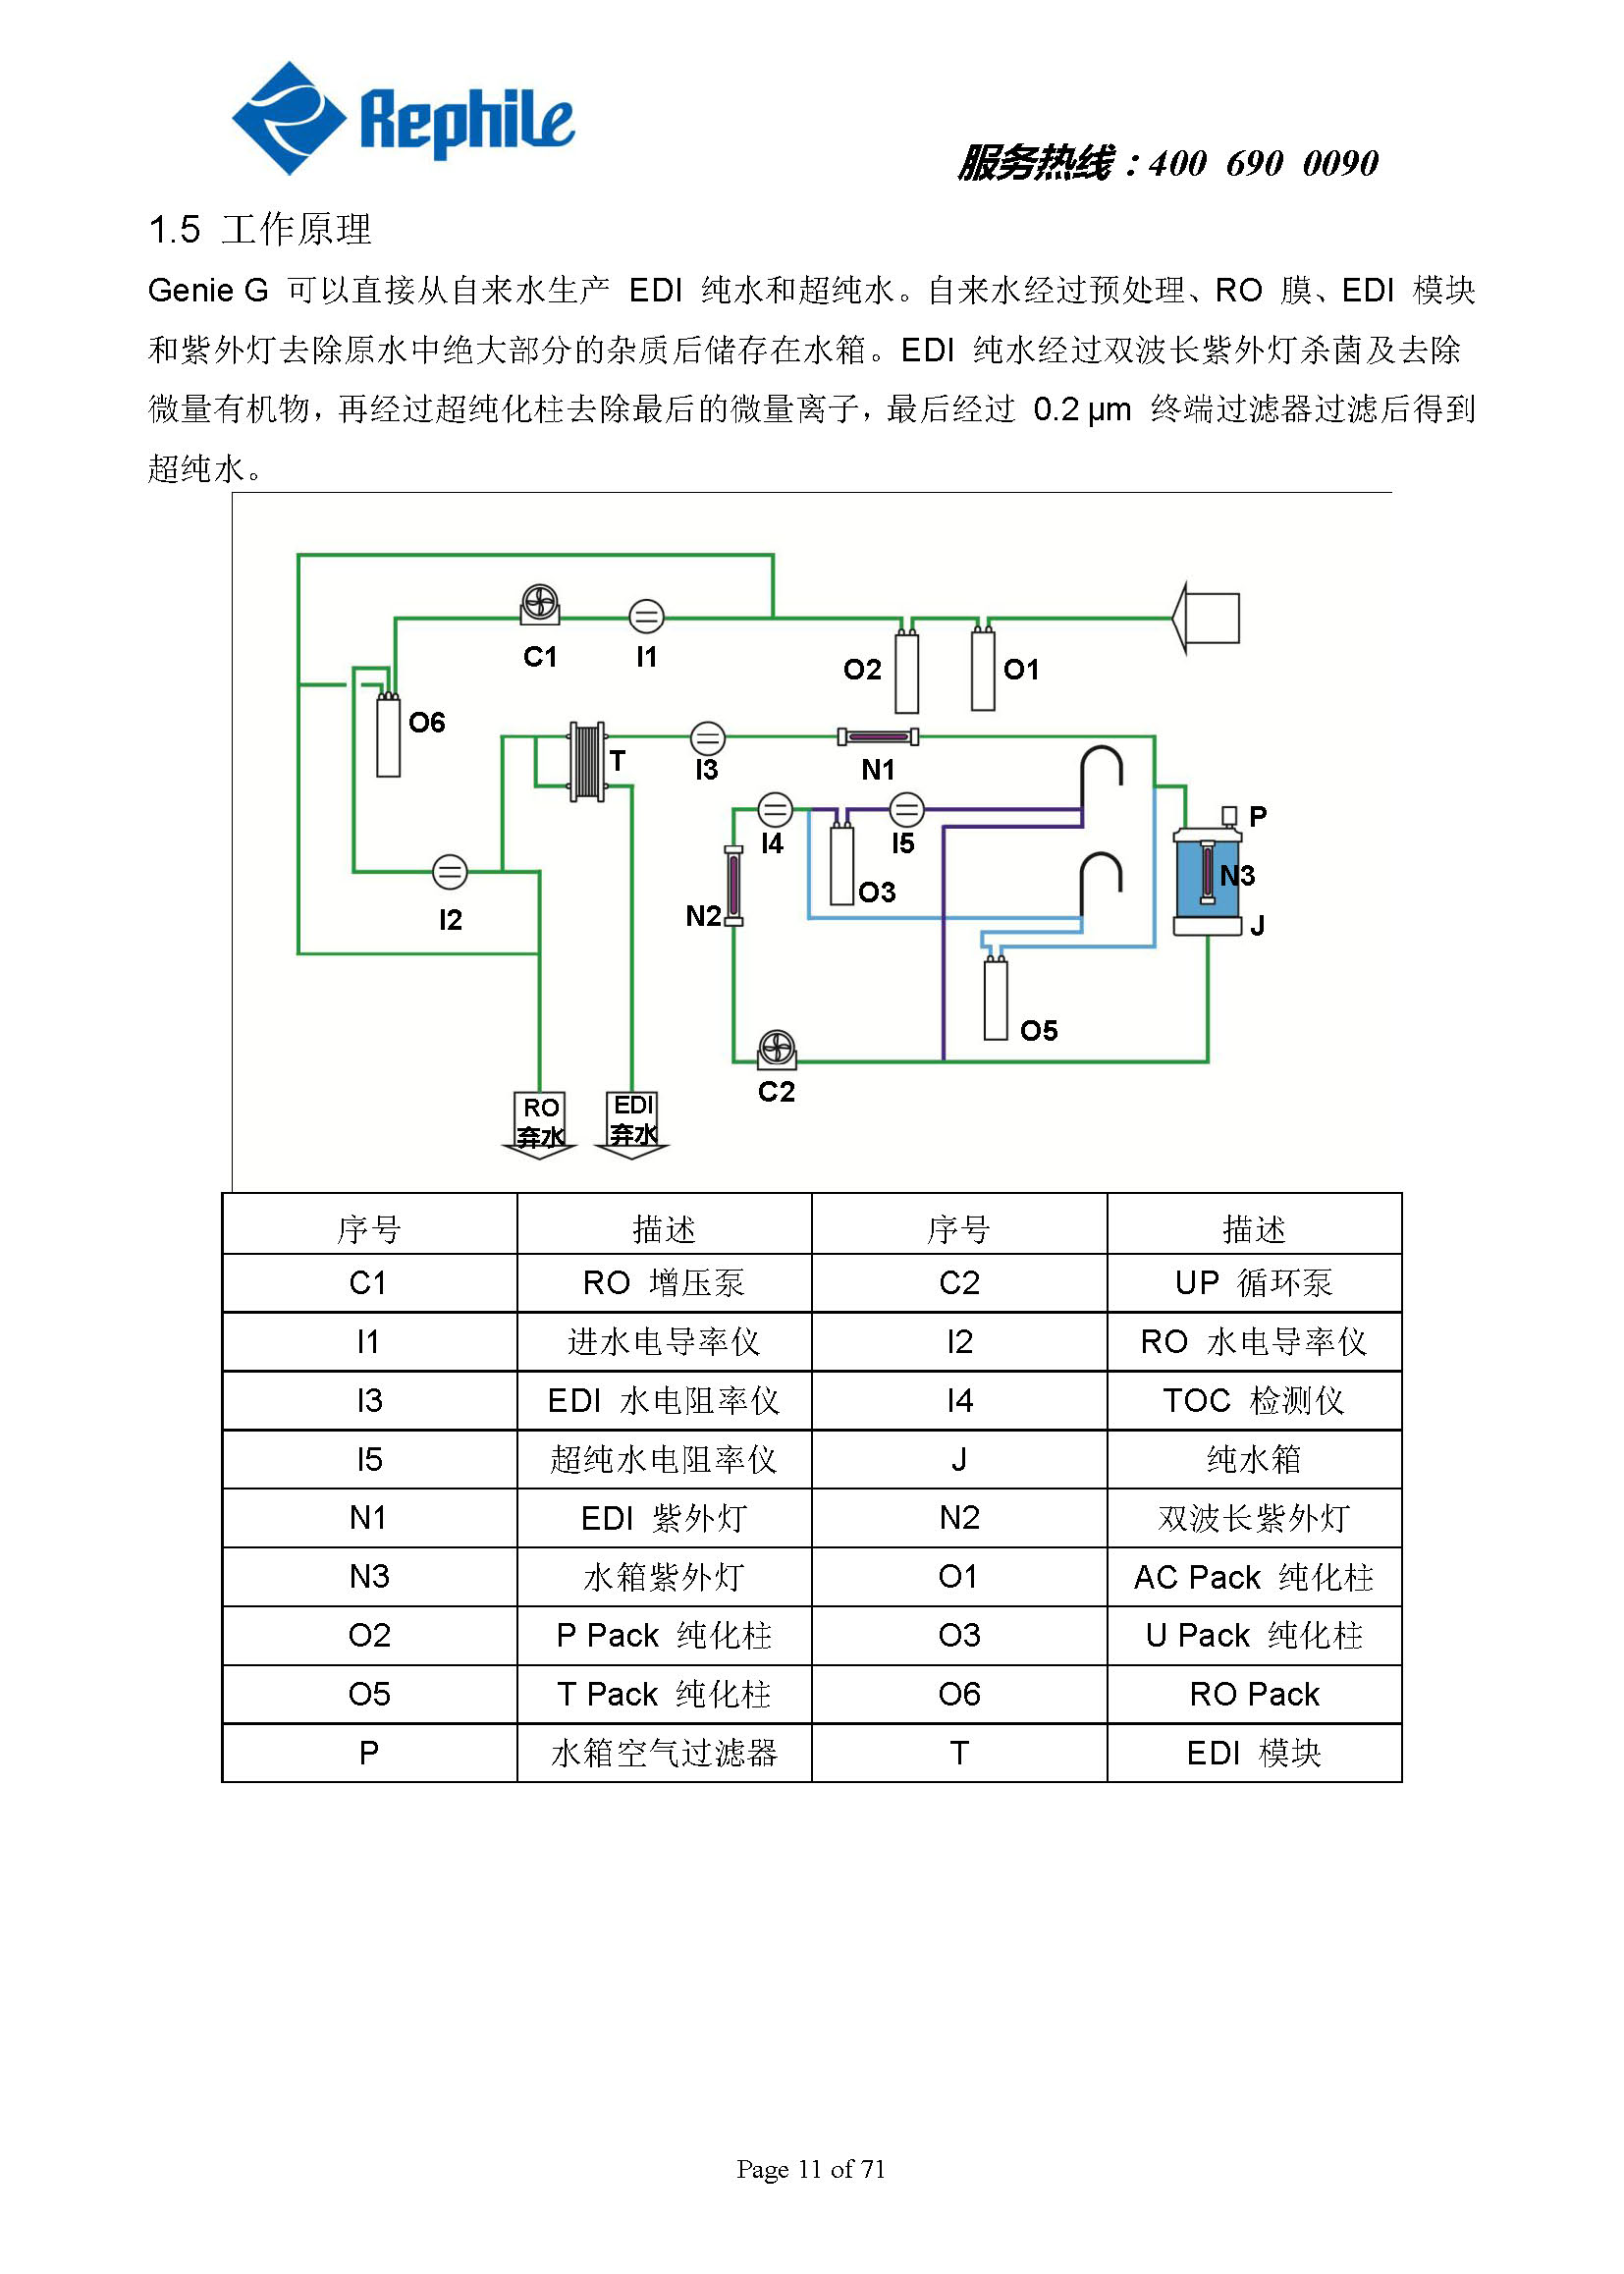 Rephile
服务热线：400 690 0090
1.5 工作原理
Genie G 可以直接从自来水生产 EDI 纯水和超纯水。自来水经过预处理、RO 膜、EDI 模块
和紫外灯去除原水中绝大部分的杂质后储存在水箱。EDI 纯水经过双波长紫外灯杀菌及去除
微量有机物，再经过超纯化柱去除最后的微量离子，最后经过 0.2 μm 终端过滤器过滤后得到
超纯水。
C1 I1 O2 O1
O6
T I3 N1
I4 I5 P
O3 N3
N2 I2 J
O5
C2
RO EDI
弃水 弃水
序号 描述 序号 描述
C1 RO 增压泵 C2 UP 循环泵
I1 进水电导率仪 I2 RO 水电导率仪
I3 EDI 水电阻率仪 I4 TOC 检测仪
I5 超纯水电阻率仪 J 纯水箱
N1 EDI 紫外灯 N2 双波长紫外灯
N3 水箱紫外灯 O1 AC Pack 纯化柱
O2 P Pack 纯化柱 O3 U Pack 纯化柱
O5 T Pack 纯化柱 O6 RO Pack
P 水箱空气过滤器 T EDI 模块
Page 11 of 71